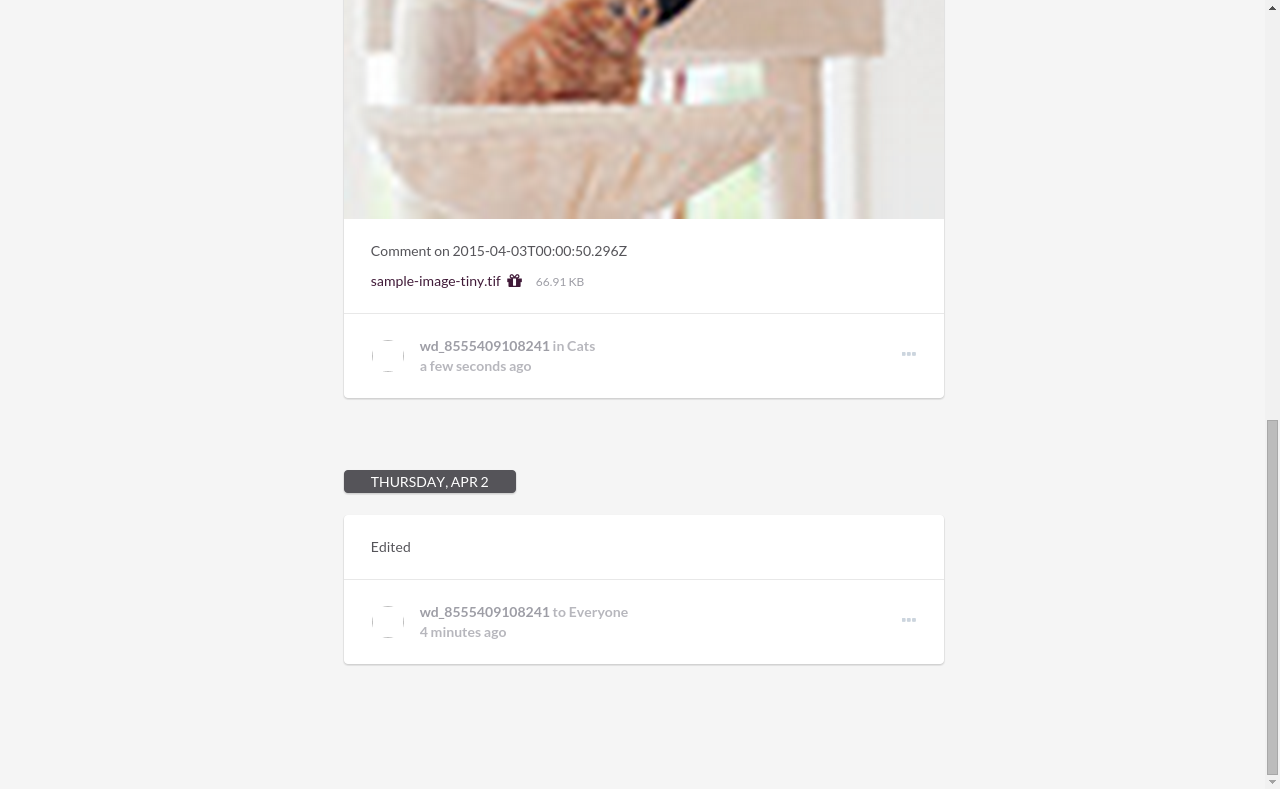 Comment on 2015-04-03T00:00:50.296Z
sample-image-tiny.tif 66.91 KB
wd_8555409108241 in Cats
a few seconds ago
THURSDAY, APR 2
Edited
wd_8555409108241 to Everyone
4 minutes ago